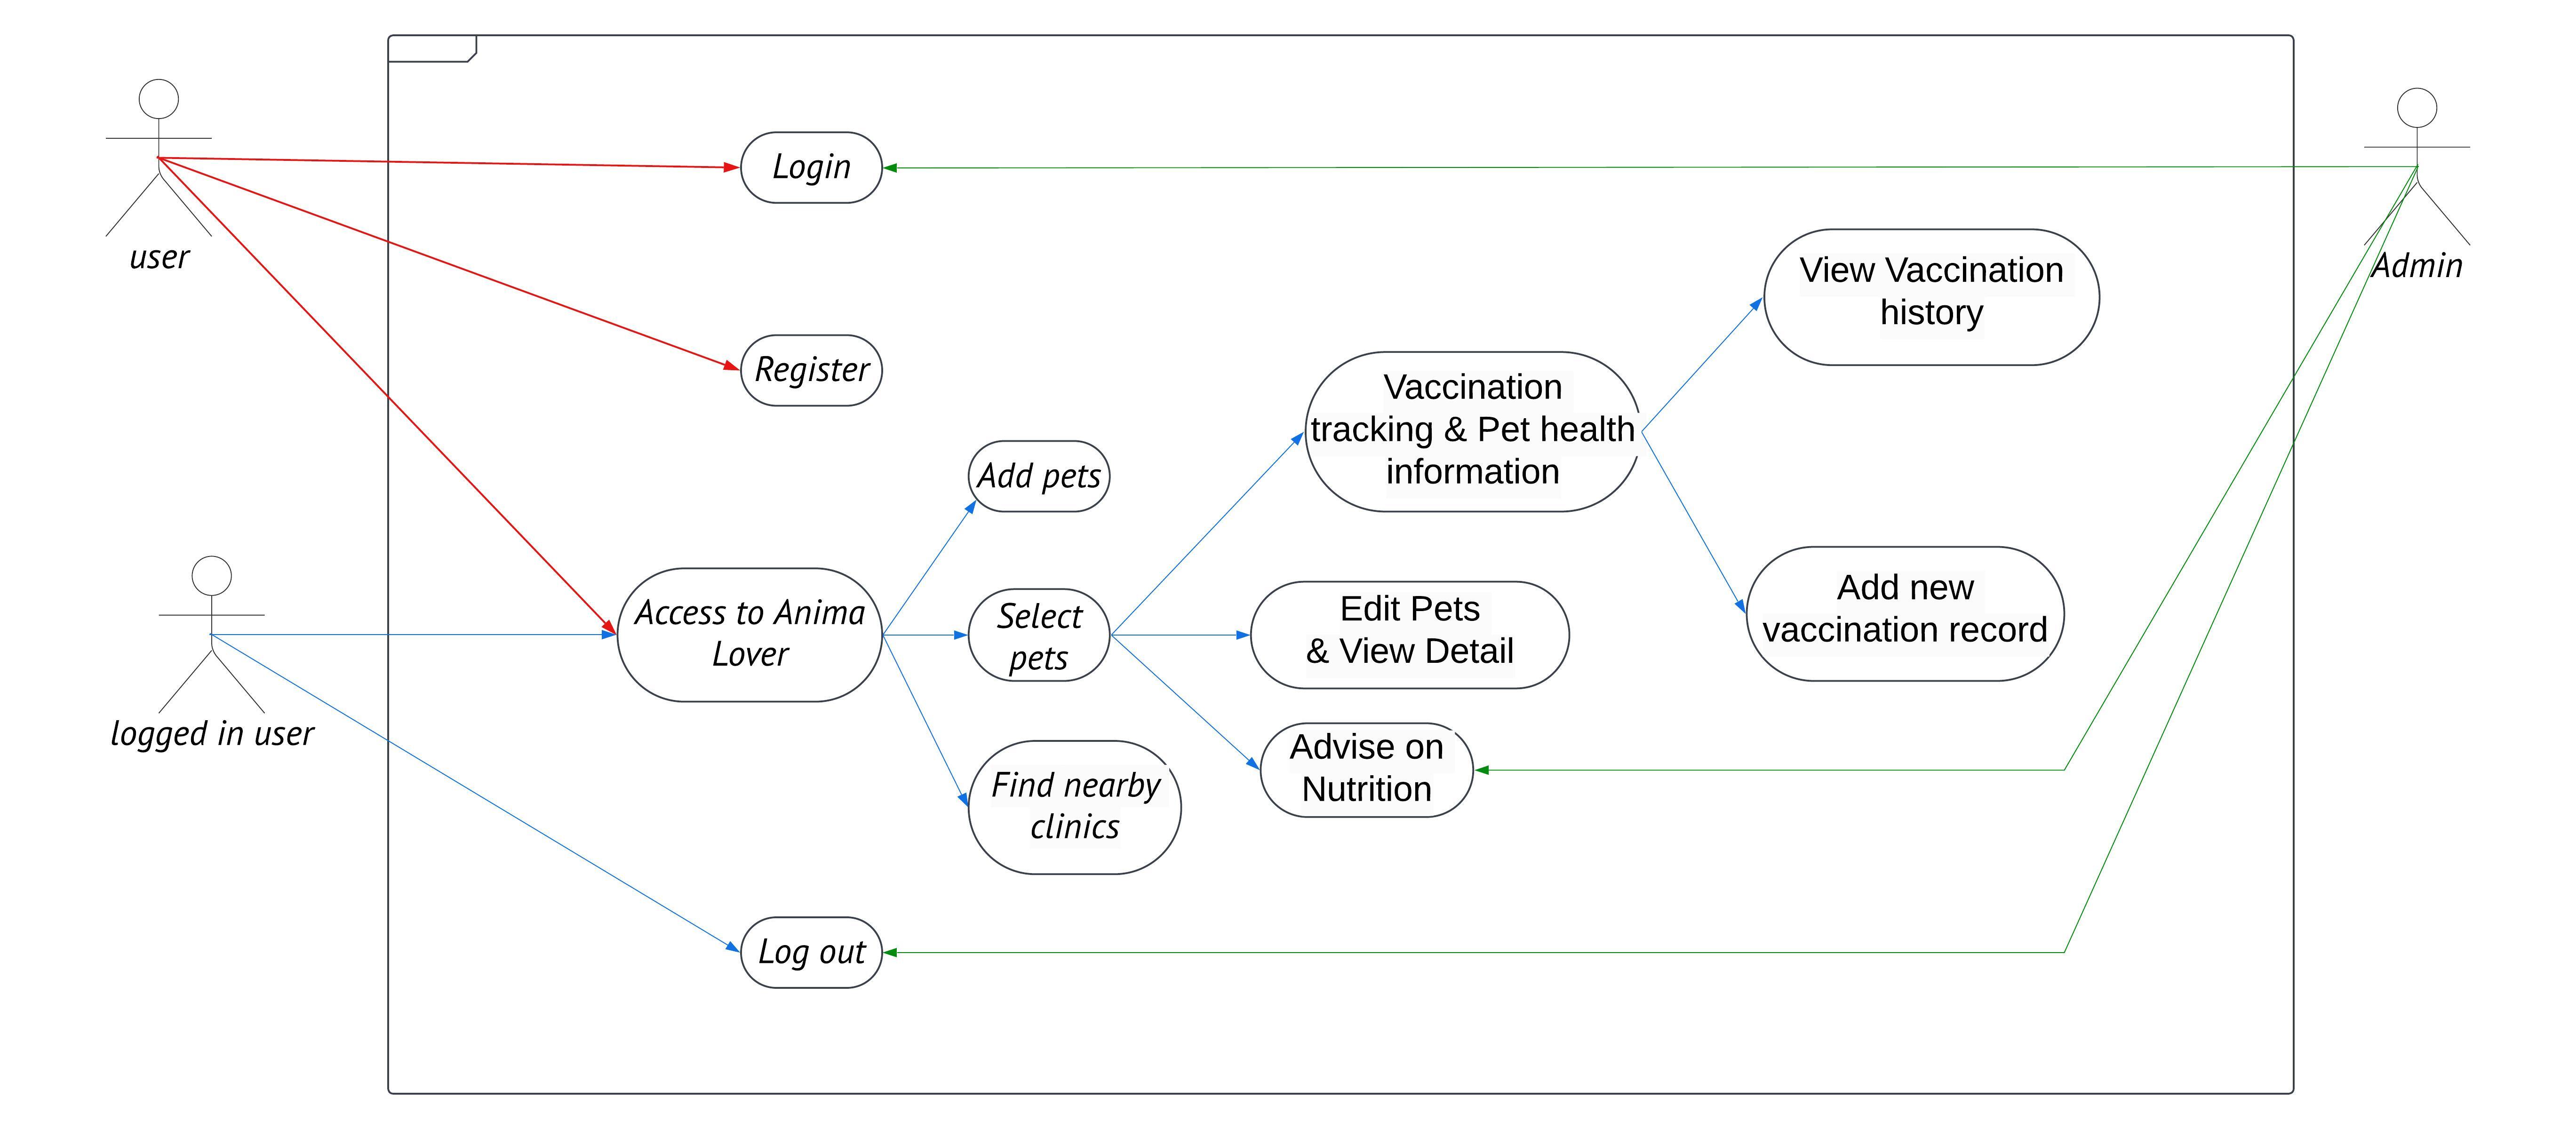 user
Login
Register
Admin
View Vaccination
history
Vaccination
tracking & Pet health
information
Add pets
logged in user
Access to Anima
Lover
Select
pets
Edit Pets
& View Detail
Add new
vaccination record
Find nearby
clinics
Advise on
Nutrition
Log out